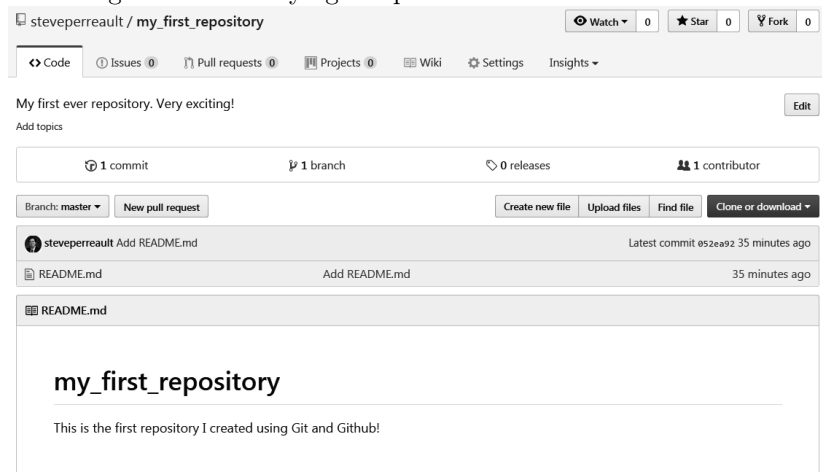 steveperreault / my_first_repository Watch 0 Star 0 Fork 0
Code Issues 0 Pull requests 0 Projects 0 Wiki Settings Insights
My first ever repository. Very exciting! Edit
Add topics
1 commit 1 branch 0 releases 1 contributor
Branch: master New pull request Create new file Upload files Find file Clone or download
steveperreault Add README.md Latest commit 052ea92 35 minutes ago
README.md Add README.md 35 minutes ago
README.md
my_first_repository
This is the first repository I created using Git and Github!